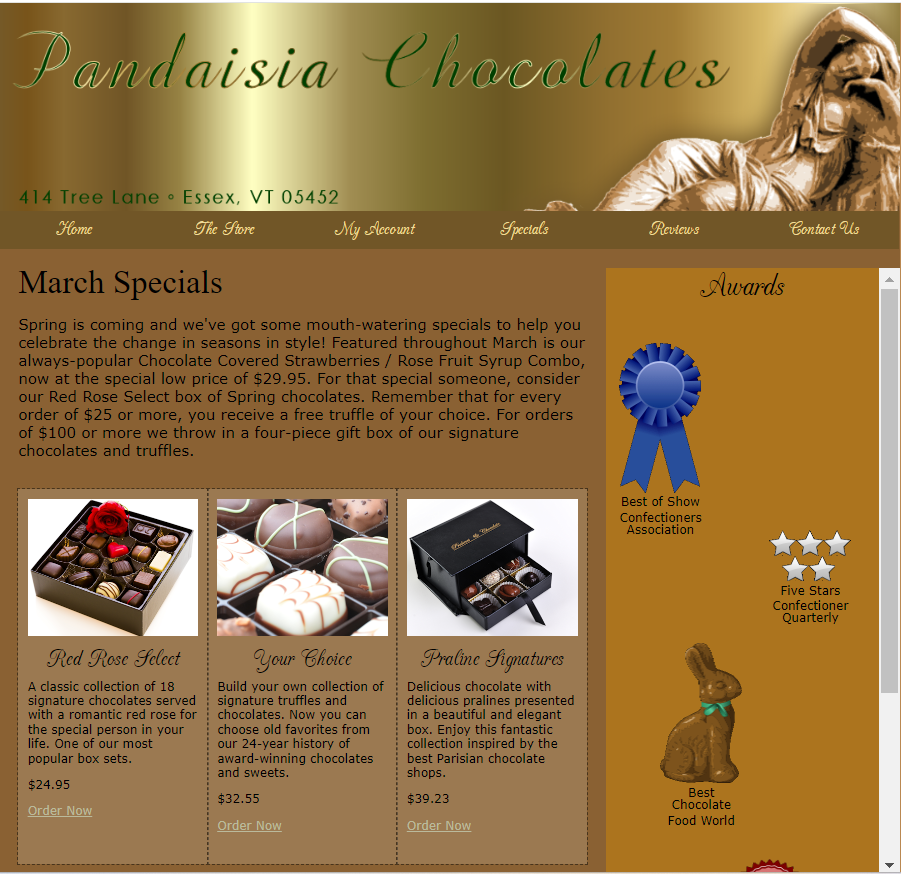 Pandaisia Chocolates
414 Tree Lane ◦ Essex, VT 05452
Home The Store My Account Specials Reviews Contact Us
March Specials
Spring is coming and we've got some mouth-watering specials to help you
celebrate the change in seasons in style! Featured throughout March is our
always-popular Chocolate Covered Strawberries / Rose Fruit Syrup Combo,
now at the special low price of $29.95. For that special someone, consider
our Red Rose Select box of Spring chocolates. Remember that for every
order of $25 or more, you receive a free truffle of your choice. For orders
of $100 or more we throw in a four-piece gift box of our signature
chocolates and truffles.
Red Rose Select
A classic collection of 18
signature chocolates served
with a romantic red rose for
the special person in your
life. One of our most
popular box sets.
$24.95
Order Now
Your Choice
Build your own collection of
signature truffles and
chocolates. Now you can
choose old favorites from
our 24-year history of
award-winning chocolates
and sweets.
$32.55
Order Now
Praline Signatures
Delicious chocolate with
delicious pralines presented
in a beautiful and elegant
box. Enjoy this fantastic
collection inspired by the
best Parisian chocolate
shops.
$39.23
Order Now
Awards
Best of Show
Confectioners
Association
Five Stars
Confectioner
Quarterly
Best
Chocolate
Food World